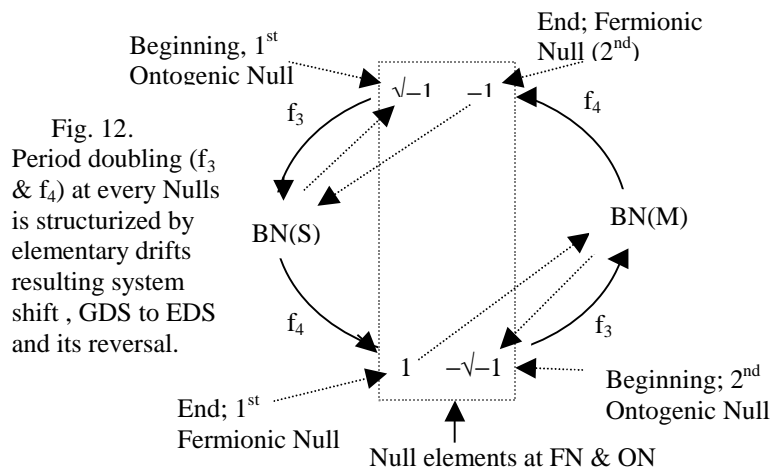 Beginning, 1st
Ontogenic Null
End; Fermionic
Null (2nd)
√−1 −1
f3
f4
Fig. 12.
Period doubling (f3
& f4) at every Nulls
is structurized by
elementary drifts
resulting system
shift , GDS to EDS
and its reversal.
BN(S)
BN(M)
f4
f3
1 −√−1
End; 1st
Fermionic Null
Beginning; 2nd
Ontogenic Null
Null elements at FN & ON